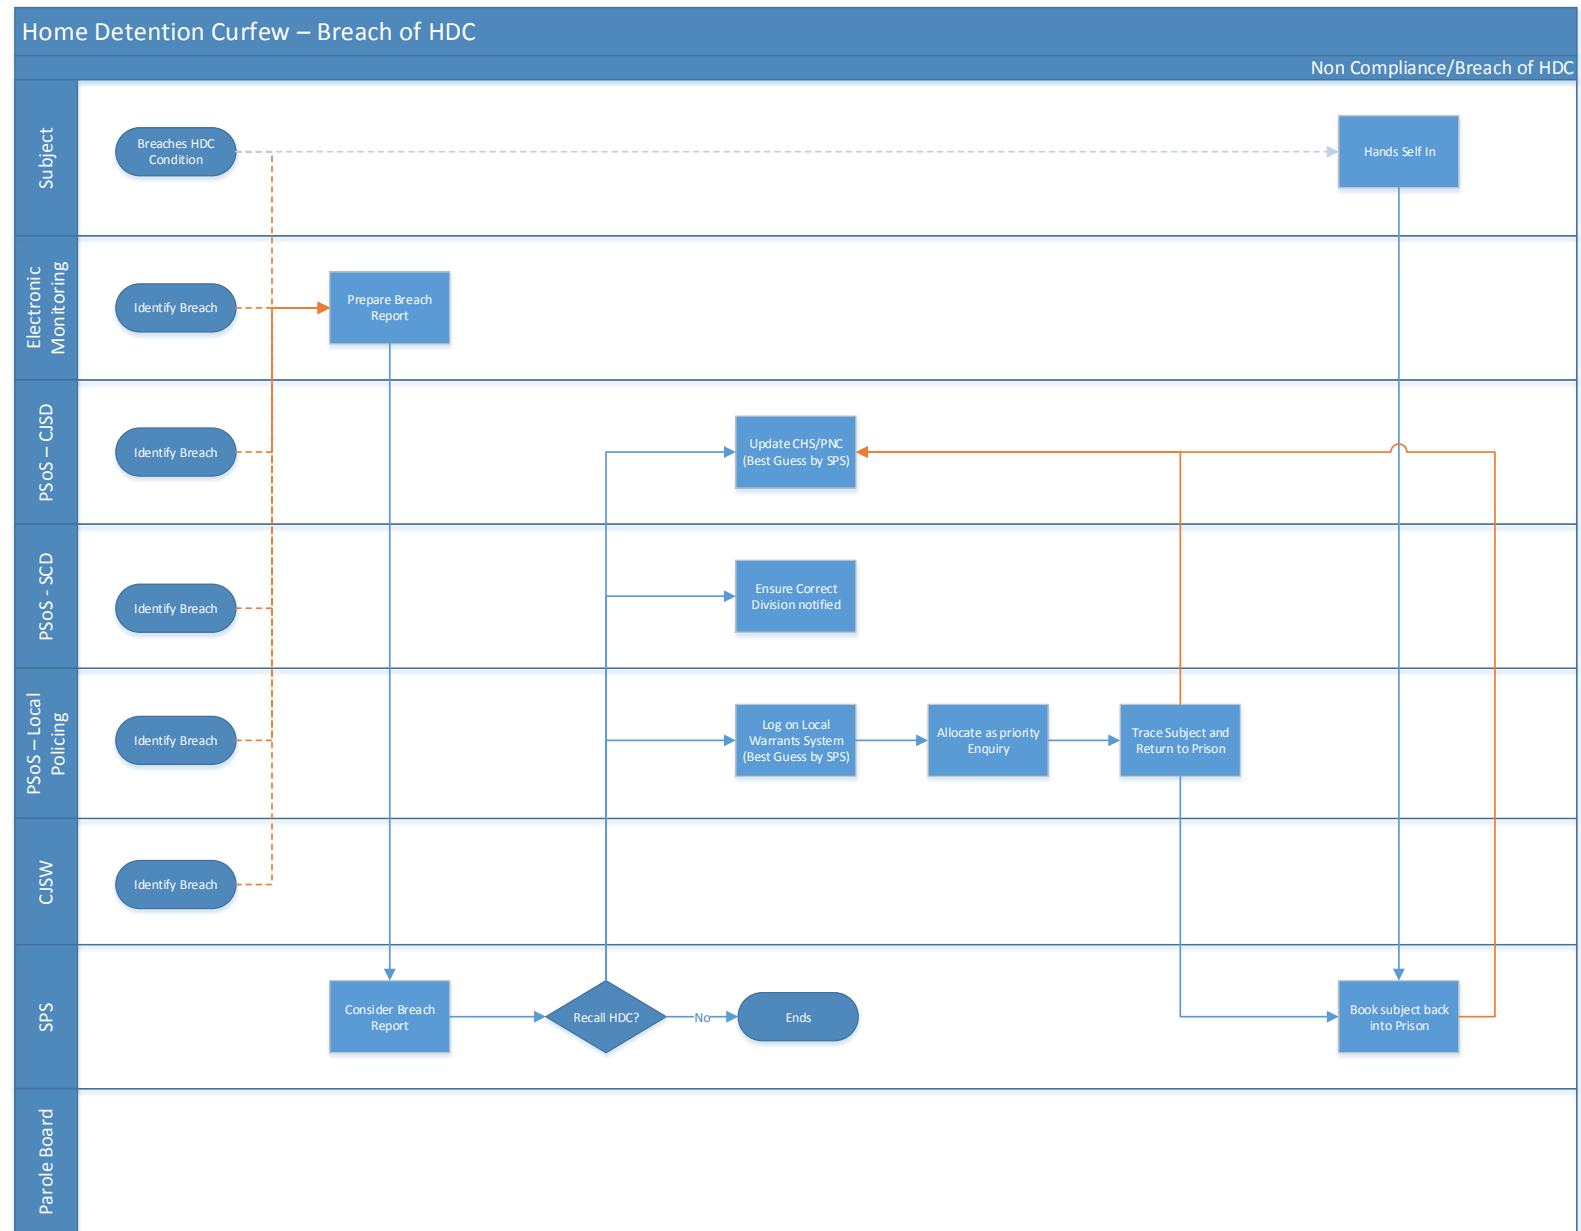 Home Detention Curfew – Breach of HDC
Non Compliance/Breach of HDC
Subject
Breaches HDC
Condition
Hands Self In
Electronic
Monitoring
Identify Breach
Prepare Breach
Report
PSoS – CJSD
Identify Breach
Update CHS/PNC
(Best Guess by SPS)
PSoS - SCD
Identify Breach
Ensure Correct
Division notified
PSoS – Local
Policing
Identify Breach
Log on Local
Warrants System
(Best Guess by SPS)
Allocate as priority
Enquiry
Trace Subject and
Return to Prison
CJSW
Identify Breach
SPS
Consider Breach
Report
Recall HDC?
No
Ends
Book subject back
into Prison
Parole Board